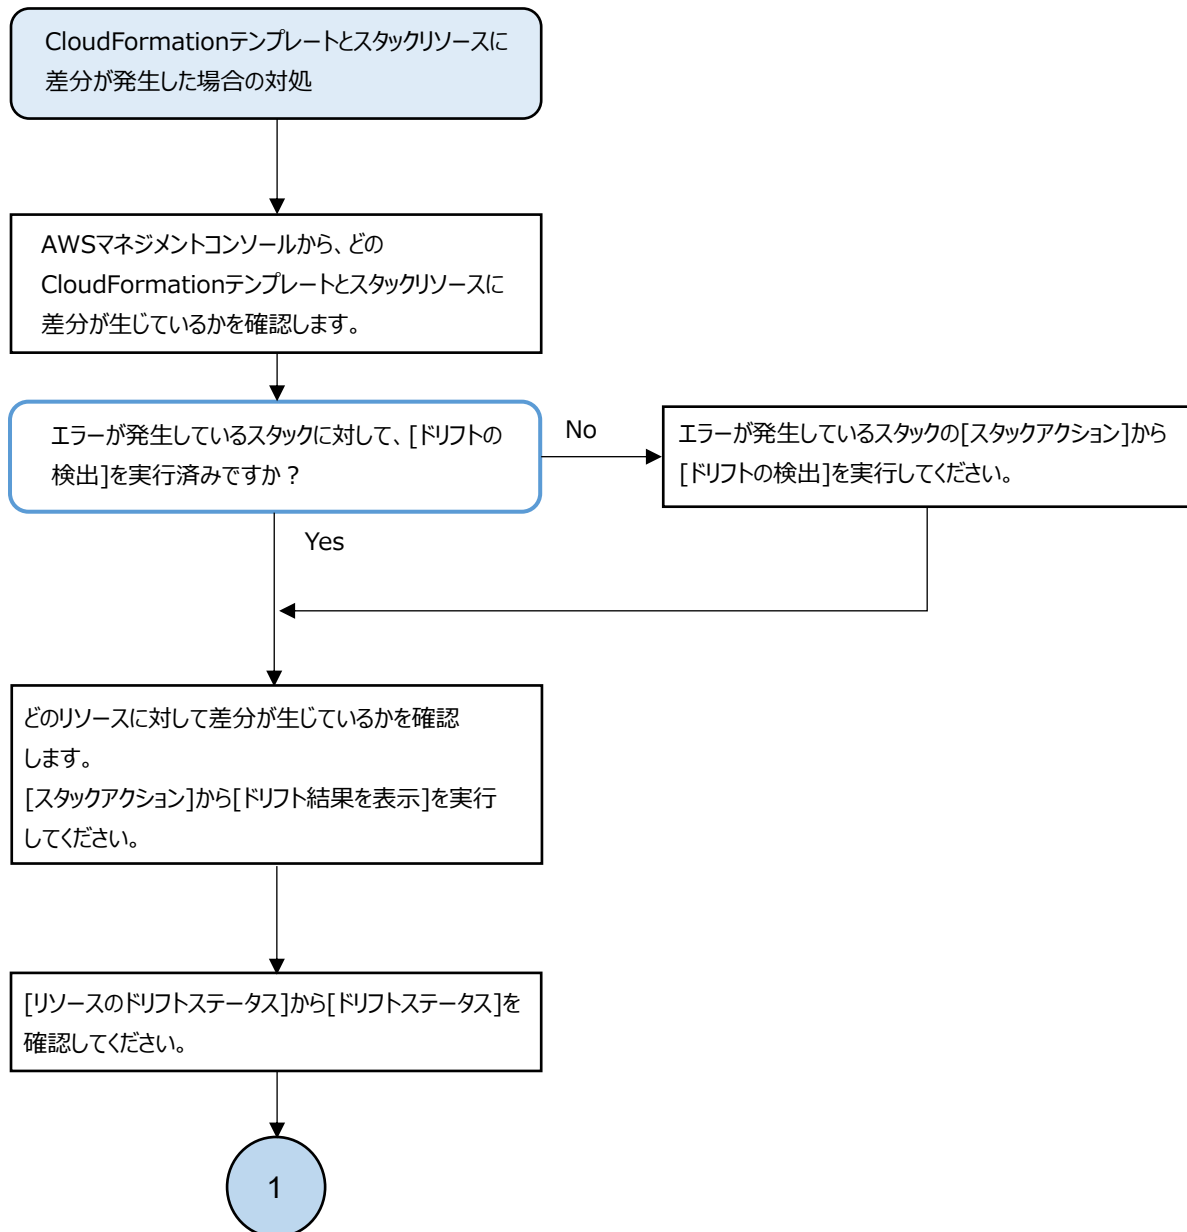 CloudFormationテンプレートとスタックリソースに
差分が発生した場合の対処
AWSマネジメントコンソールから、どの
CloudFormationテンプレートとスタックリソースに
差分が生じているかを確認します。
エラーが発生しているスタックに対して、[ドリフトの
検出]を実行済みですか？
No
エラーが発生しているスタックの[スタックアクション]から
[ドリフトの検出]を実行してください。
Yes
どのリソースに対して差分が生じているかを確認
します。
[スタックアクション]から[ドリフト結果を表示]を実行
してください。
[リソースのドリフトステータス]から[ドリフトステータス]を
確認してください。
1